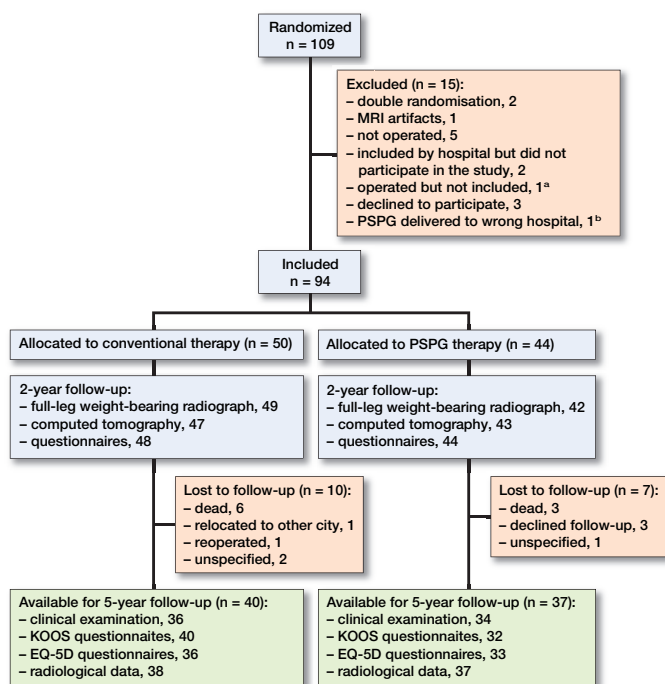 Randomized
n = 109
Excluded (n = 15):
– double randomisation, 2
– MRI artifacts, 1
– not operated, 5
– included by hospital but did not
participate in the study, 2
– operated but not included, 1ᵃ
– declined to participate, 3
– PSPG delivered to wrong hospital, 1ᵇ
Included
n = 94
Allocated to conventional therapy (n = 50)
2-year follow-up:
– full-leg weight-bearing radiograph, 49
– computed tomography, 47
– questionnaires, 48
Lost to follow-up (n = 10):
– dead, 6
– relocated to other city, 1
– reoperated, 1
– unspecified, 2
Available for 5-year follow-up (n = 40):
– clinical examination, 36
– KOOS questionnaites, 40
– EQ-5D questionnaires, 36
– radiological data, 38
Allocated to PSPG therapy (n = 44)
2-year follow-up:
– full-leg weight-bearing radiograph, 42
– computed tomography, 43
– questionnaires, 44
Lost to follow-up (n = 7):
– dead, 3
– declined follow-up, 3
– unspecified, 1
Available for 5-year follow-up (n = 37):
– clinical examination, 34
– KOOS questionnaires, 32
– EQ-5D questionnaires, 33
– radiological data, 37